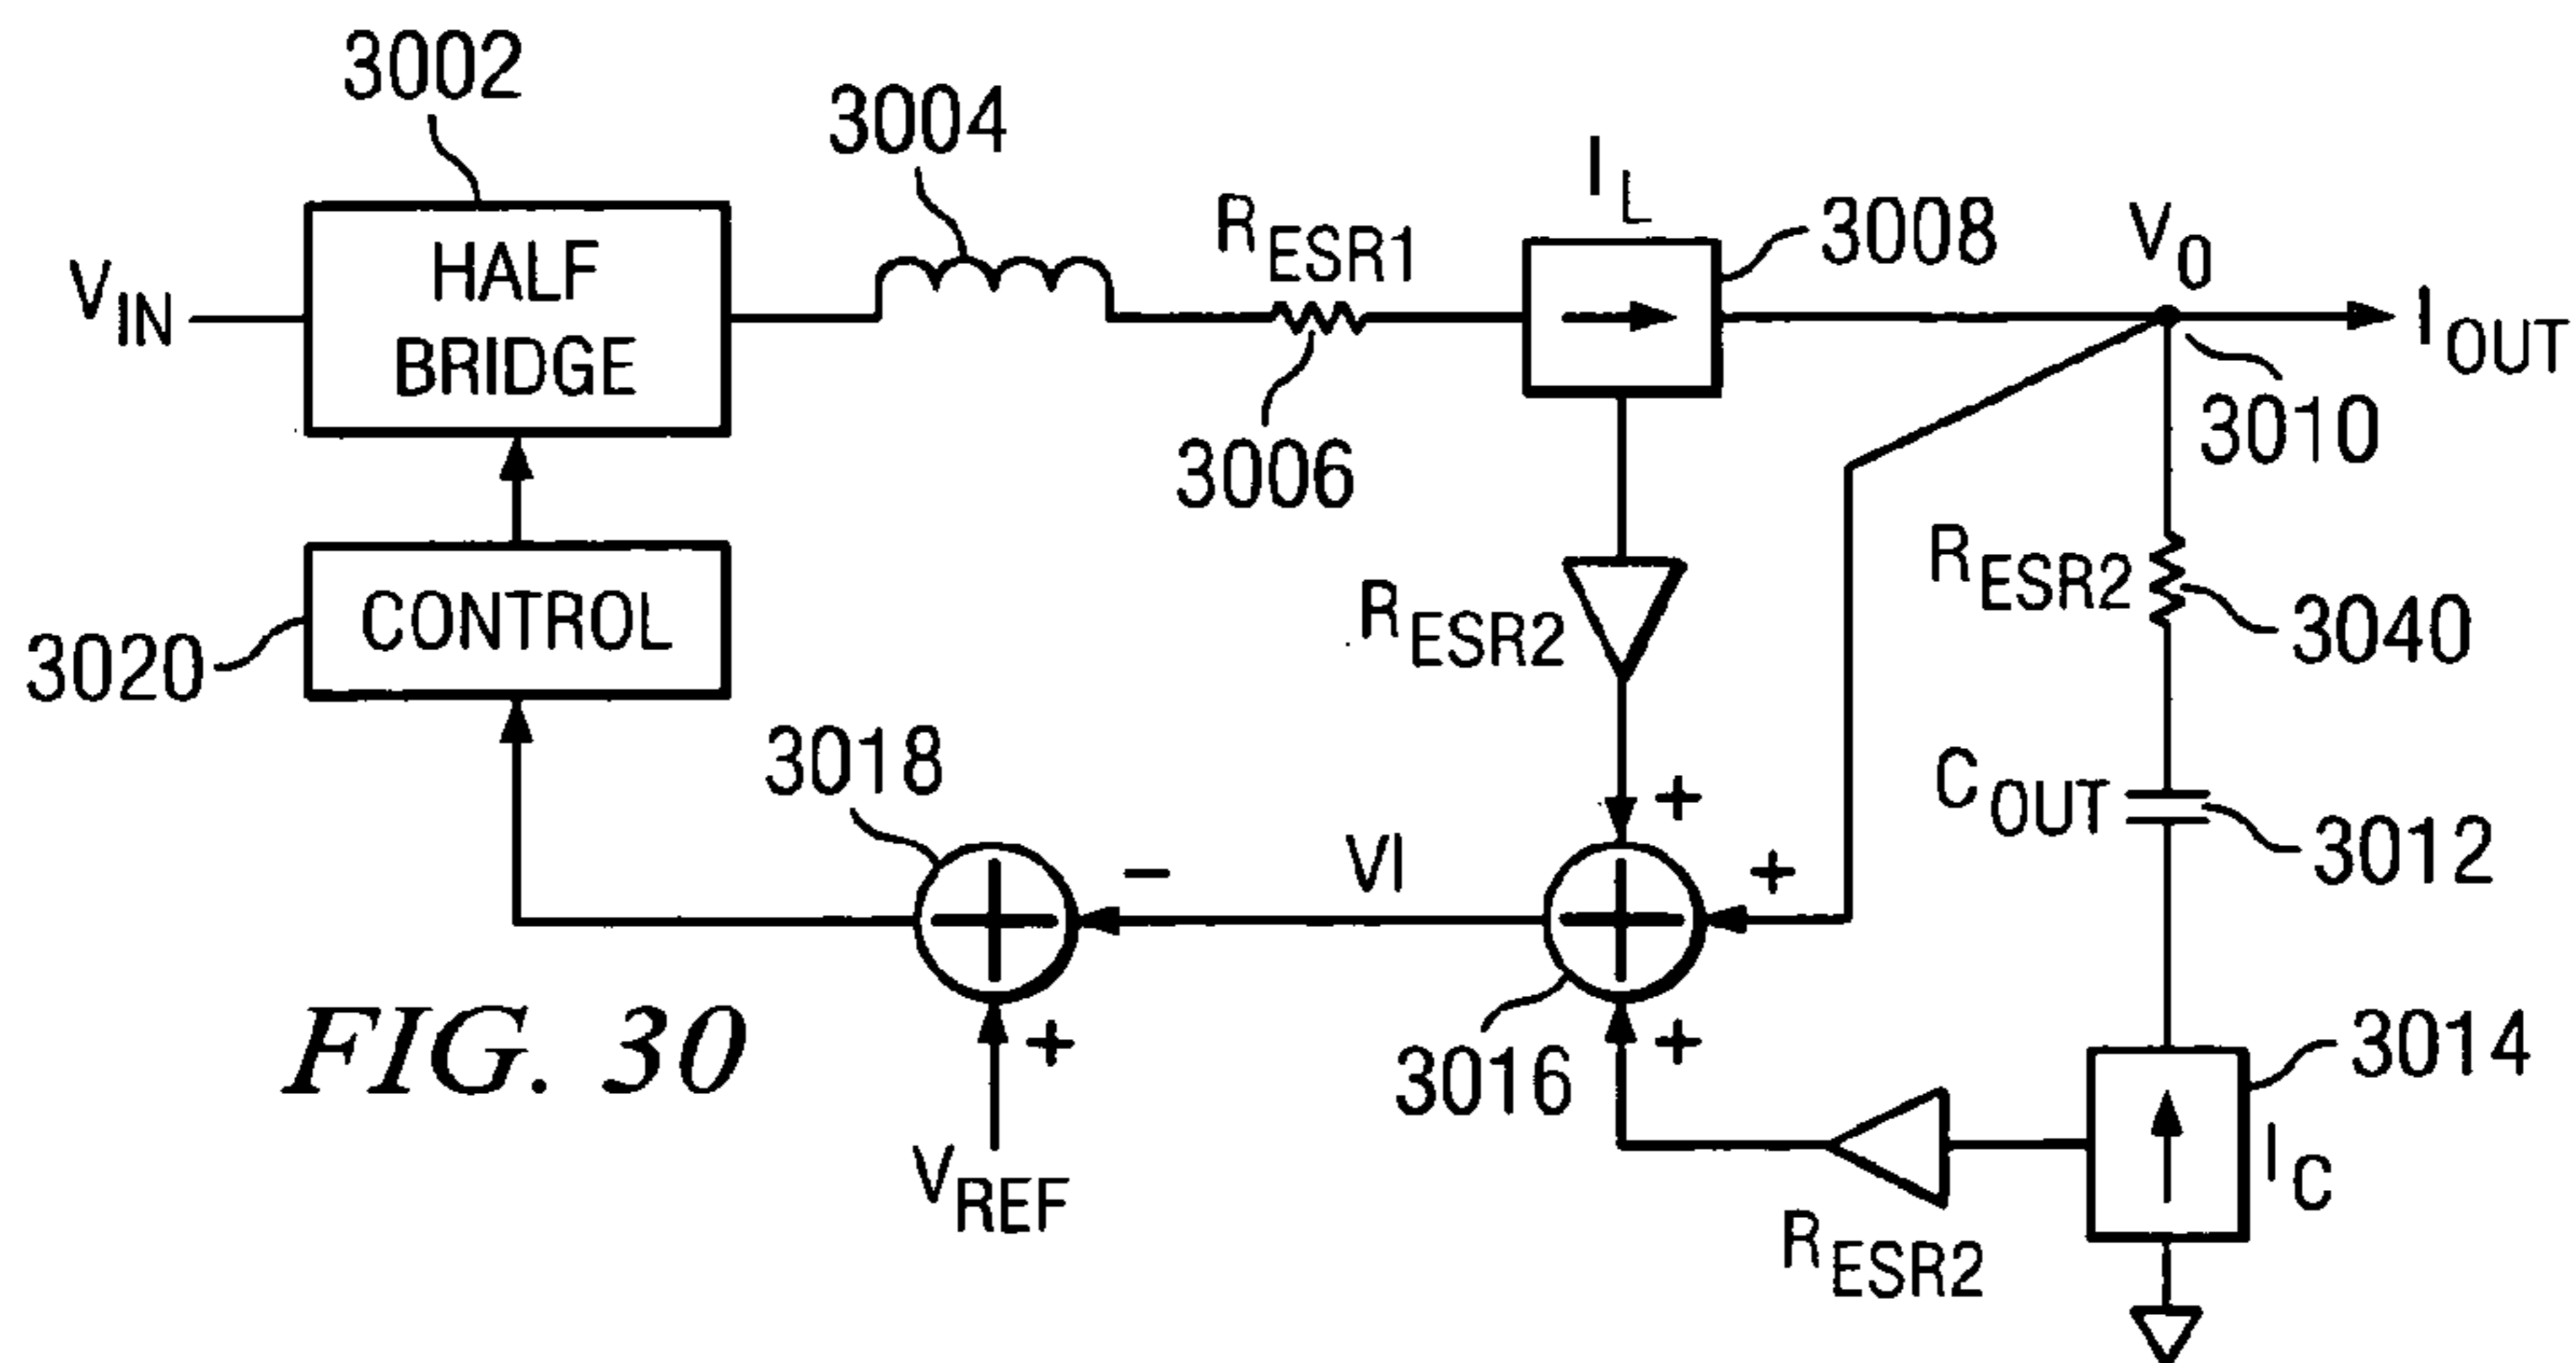 3002
3004
I_L
V_IN
HALF
BRIDGE
R_ESR1
3008
V_O
I_OUT
3006
3010
CONTROL
3020
R_ESR2
R_ESR2
3040
3018
+
C_OUT
3012
−
VI
+
FIG. 30
+
V_REF
3016
+
3014
I_C
R_ESR2